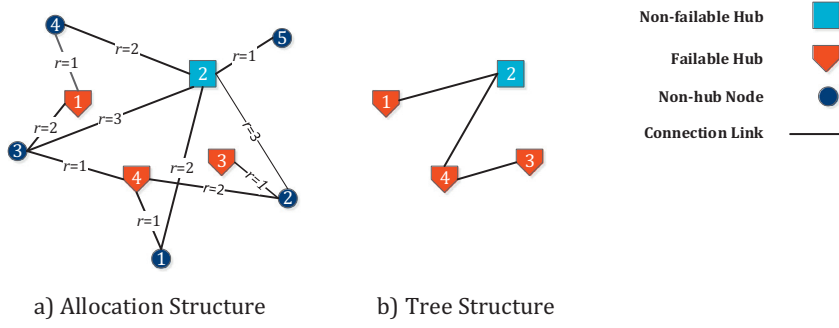 4
r=2
5
r=1
2
r=1
1
r=2
r=3
3
r=1
4
r=2
r=2
3
r=1
r=3
2
r=1
1
2
1
4
3
Non-failable Hub
Failable Hub
Non-hub Node
Connection Link
a) Allocation Structure
b) Tree Structure